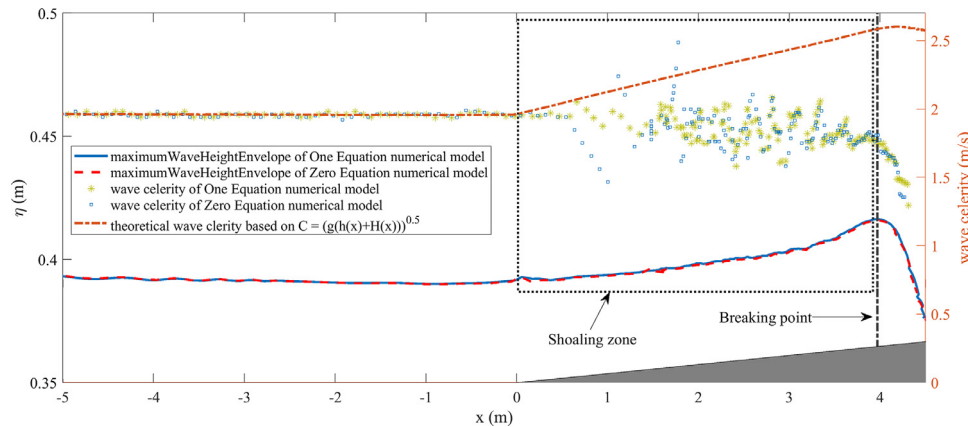 0.5
0.45
0.4
0.35
η (m)
maximumWaveHeightEnvelope of One Equation numerical model
maximumWaveHeightEnvelope of Zero Equation numerical model
wave celerity of One Equation numerical model
wave celerity of Zero Equation numerical model
theoretical wave clerity based on C = (g(h(x)+H(x)))^0.5
Shoaling zone
Breaking point
2.5
2
1.5
1
0.5
0
wave celerity (m/s)
-5 -4 -3 -2 -1 0 1 2 3 4
x (m)